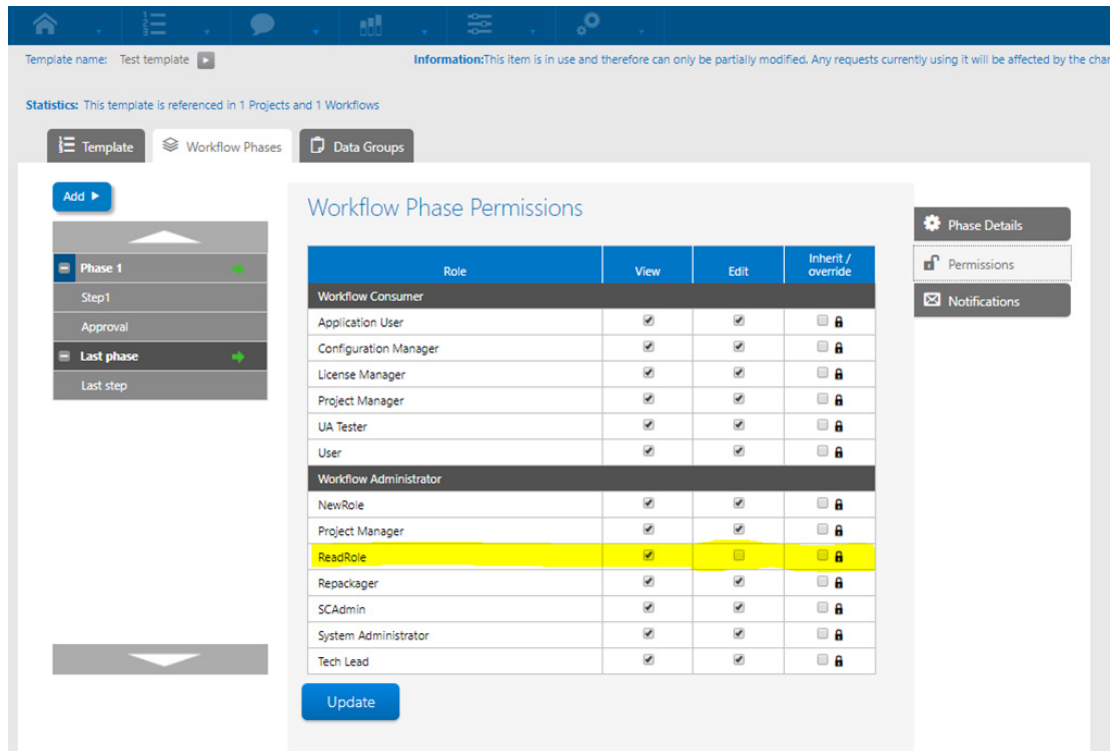 Template name: Test template
Information:This item is in use and therefore can only be partially modified. Any requests currently using it will be affected by the
Statistics: This template is referenced in 1 Projects and 1 Workflows
Template
Workflow Phases
Data Groups
Add
Phase 1
Step1
Approval
Last phase
Last step
Workflow Phase Permissions
Role View Edit Inherit / override
Workflow Consumer
Application User
Configuration Manager
License Manager
Project Manager
UA Tester
User
Workflow Administrator
NewRole
Project Manager
ReadRole
Repackager
SCAdmin
System Administrator
Tech Lead
Update
Phase Details
Permissions
Notifications